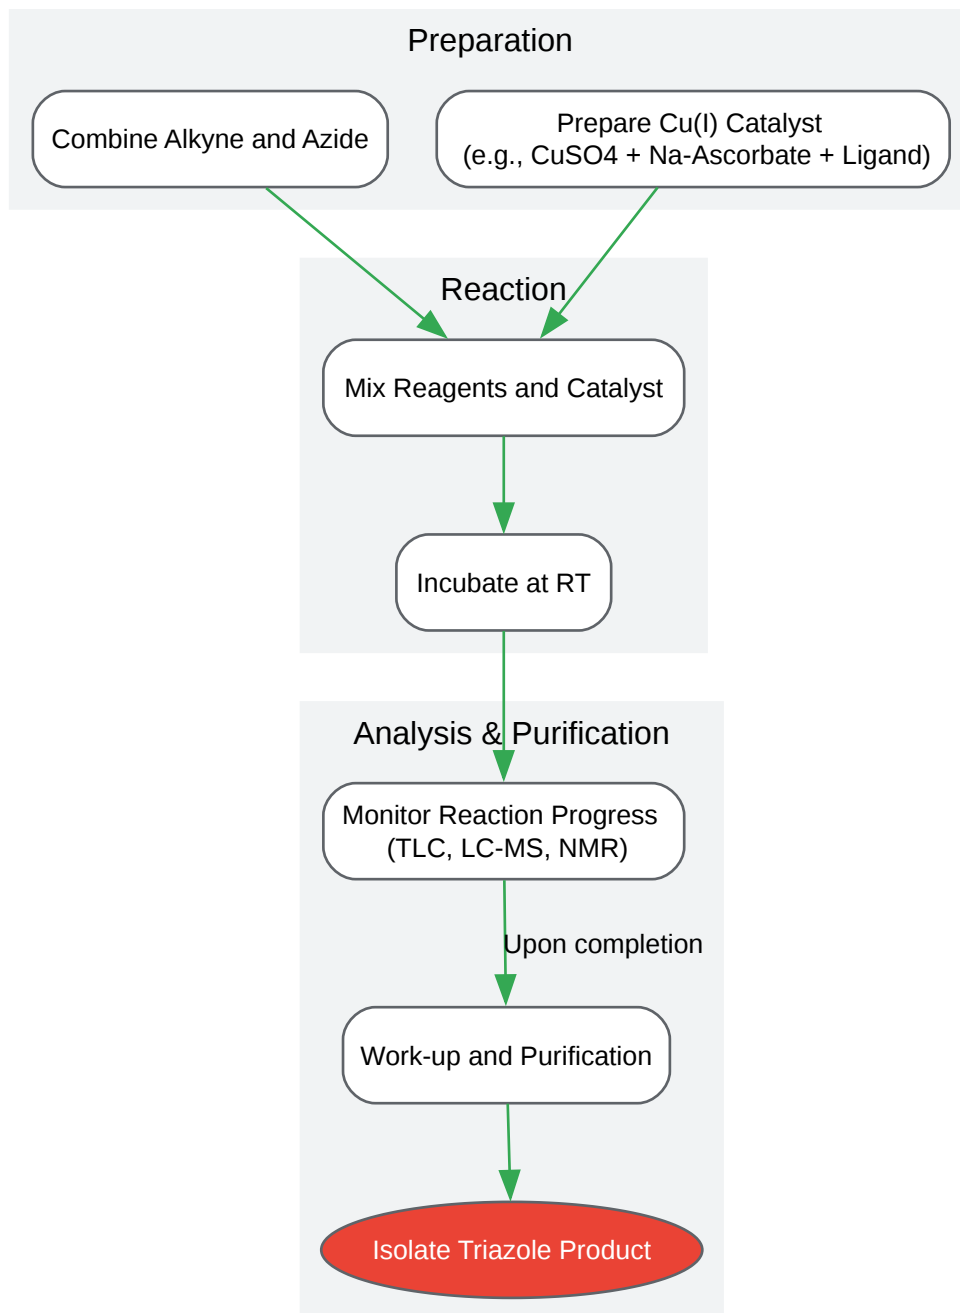 Preparation
Combine Alkyne and Azide
Prepare Cu(I) Catalyst
(e.g., CuSO4 + Na-Ascorbate + Ligand)
Reaction
Mix Reagents and Catalyst
Incubate at RT
Analysis & Purification
Monitor Reaction Progress
(TLC, LC-MS, NMR)
Upon completion
Work-up and Purification
Isolate Triazole Product